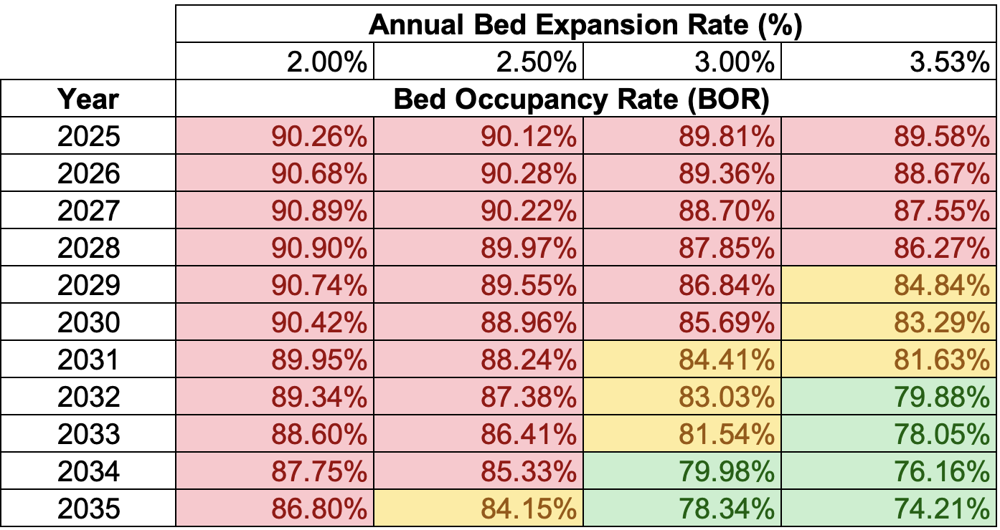 Annual Bed Expansion Rate (%)
2.00% 2.50% 3.00% 3.53%
Year Bed Occupancy Rate (BOR)
2025 90.26% 90.12% 89.81% 89.58%
2026 90.68% 90.28% 89.36% 88.67%
2027 90.89% 90.22% 88.70% 87.55%
2028 90.90% 89.97% 87.85% 86.27%
2029 90.74% 89.55% 86.84% 84.84%
2030 90.42% 88.96% 85.69% 83.29%
2031 89.95% 88.24% 84.41% 81.63%
2032 89.34% 87.38% 83.03% 79.88%
2033 88.60% 86.41% 81.54% 78.05%
2034 87.75% 85.33% 79.98% 76.16%
2035 86.80% 84.15% 78.34% 74.21%